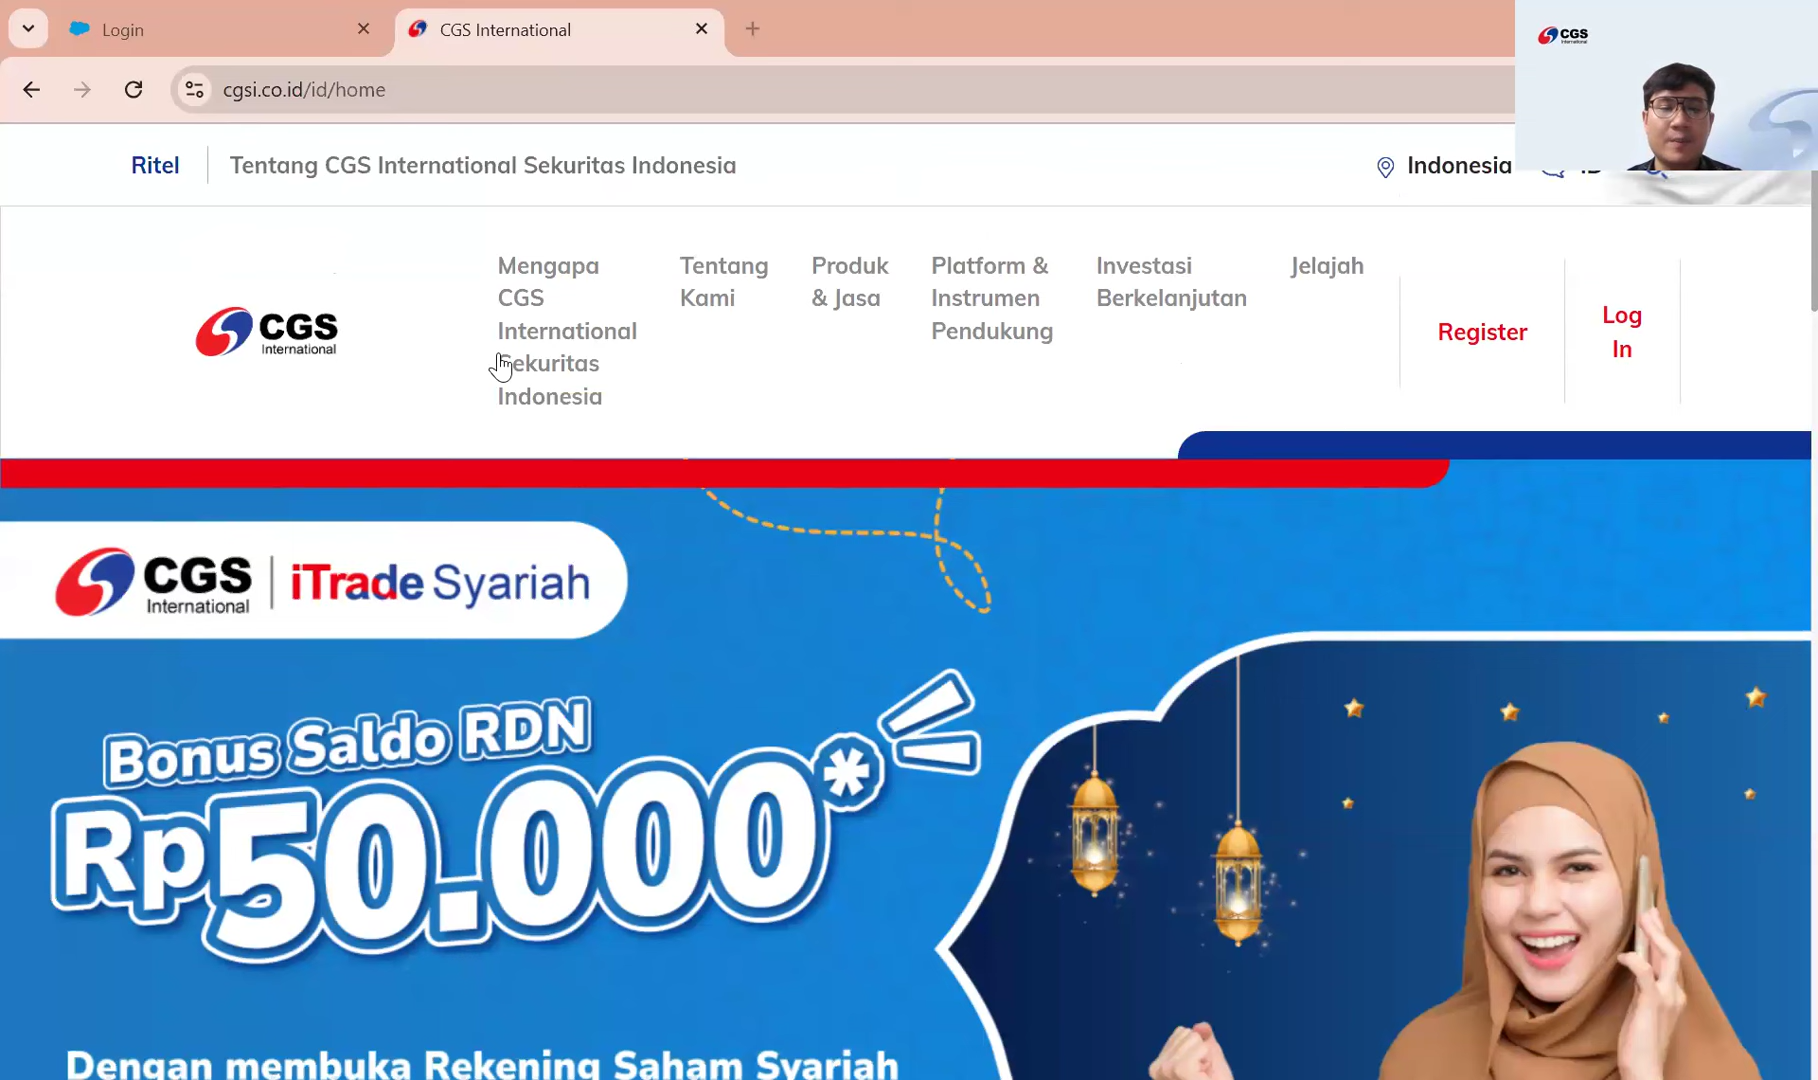 Login
CGS International
cgsi.co.id/id/home
CGS
International
Ritel
Tentang CGS International Sekuritas Indonesia
Indonesia
CGS
International
Mengapa
CGS
International
Sekuritas
Indonesia
Tentang
Kami
Produk
& Jasa
Platform &
Instrumen
Pendukung
Investasi
Berkelanjutan
Jelajah
Register
Log
In
CGS
International
iTrade Syariah
Bonus Saldo RDN
Rp50.000*
Dengan membuka Rekening Saham Syariah